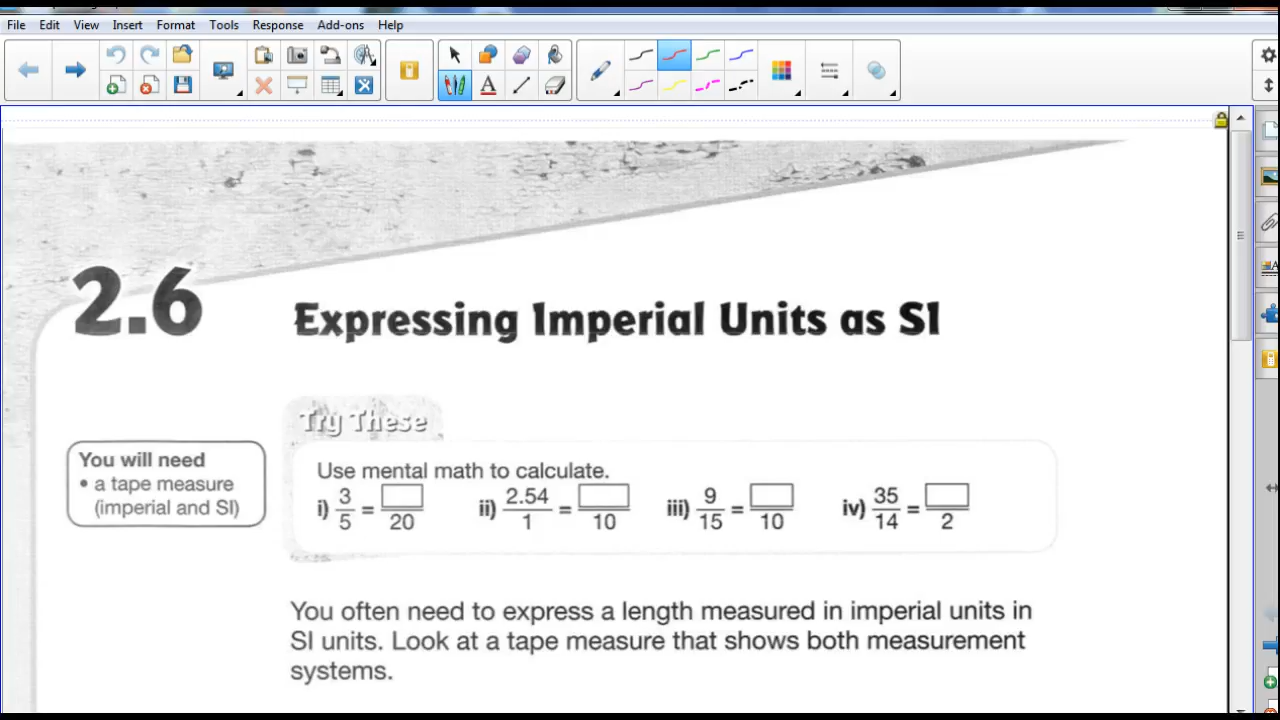 File Edit View Insert Format Tools Response Add-ons Help
2.6
Expressing Imperial Units as SI
Try These
You will need
• a tape measure
(imperial and SI)
Use mental math to calculate.
i) 3/5 = □/20 ii) 2.54/1 = □/10 iii) 9/15 = □/10 iv) 35/14 = □/2
You often need to express a length measured in imperial units in
SI units. Look at a tape measure that shows both measurement
systems.